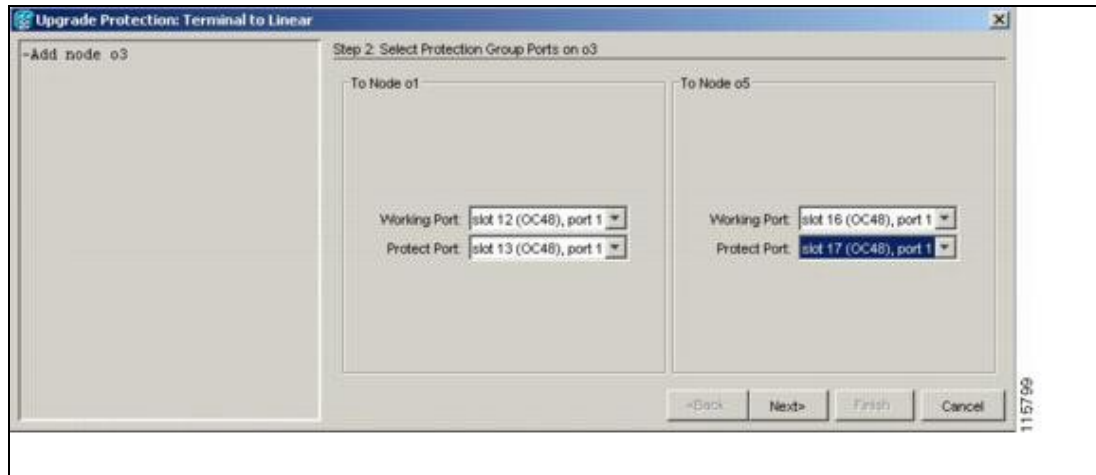 Upgrade Protection: Terminal to Linear
-Add node o3
Step 2: Select Protection Group Ports on o3
To Node o1
Working Port: slot 12 (OC48), port 1
Protect Port: slot 13 (OC48), port 1
To Node o5
Working Port: slot 16 (OC48), port 1
Protect Port: slot 17 (OC48), port 1
<Back
Next>
Finish
Cancel
115799